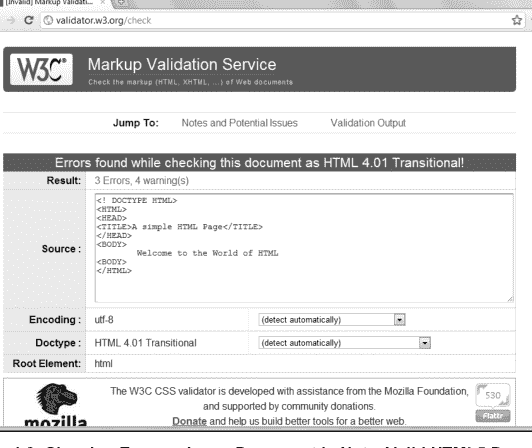 [Invalid] Markup Validati...
validator.w3.org/check
W3C® Markup Validation Service
Check the markup (HTML, XHTML, ...) of Web documents
Jump To: Notes and Potential Issues Validation Output
Errors found while checking this document as HTML 4.01 Transitional!
Result: 3 Errors, 4 warning(s)
Source :
<! DOCTYPE HTML>
<HTML>
<HEAD>
<TITLE>A simple HTML Page</TITLE>
</HEAD>
<BODY>
Welcome to the World of HTML
<BODY>
</HTML>
Encoding : utf-8 (detect automatically)
Doctype : HTML 4.01 Transitional (detect automatically)
Root Element: html
The W3C CSS validator is developed with assistance from the Mozilla Foundation,
and supported by community donations.
Donate and help us build better tools for a better web.
mozilla
530
Flattr